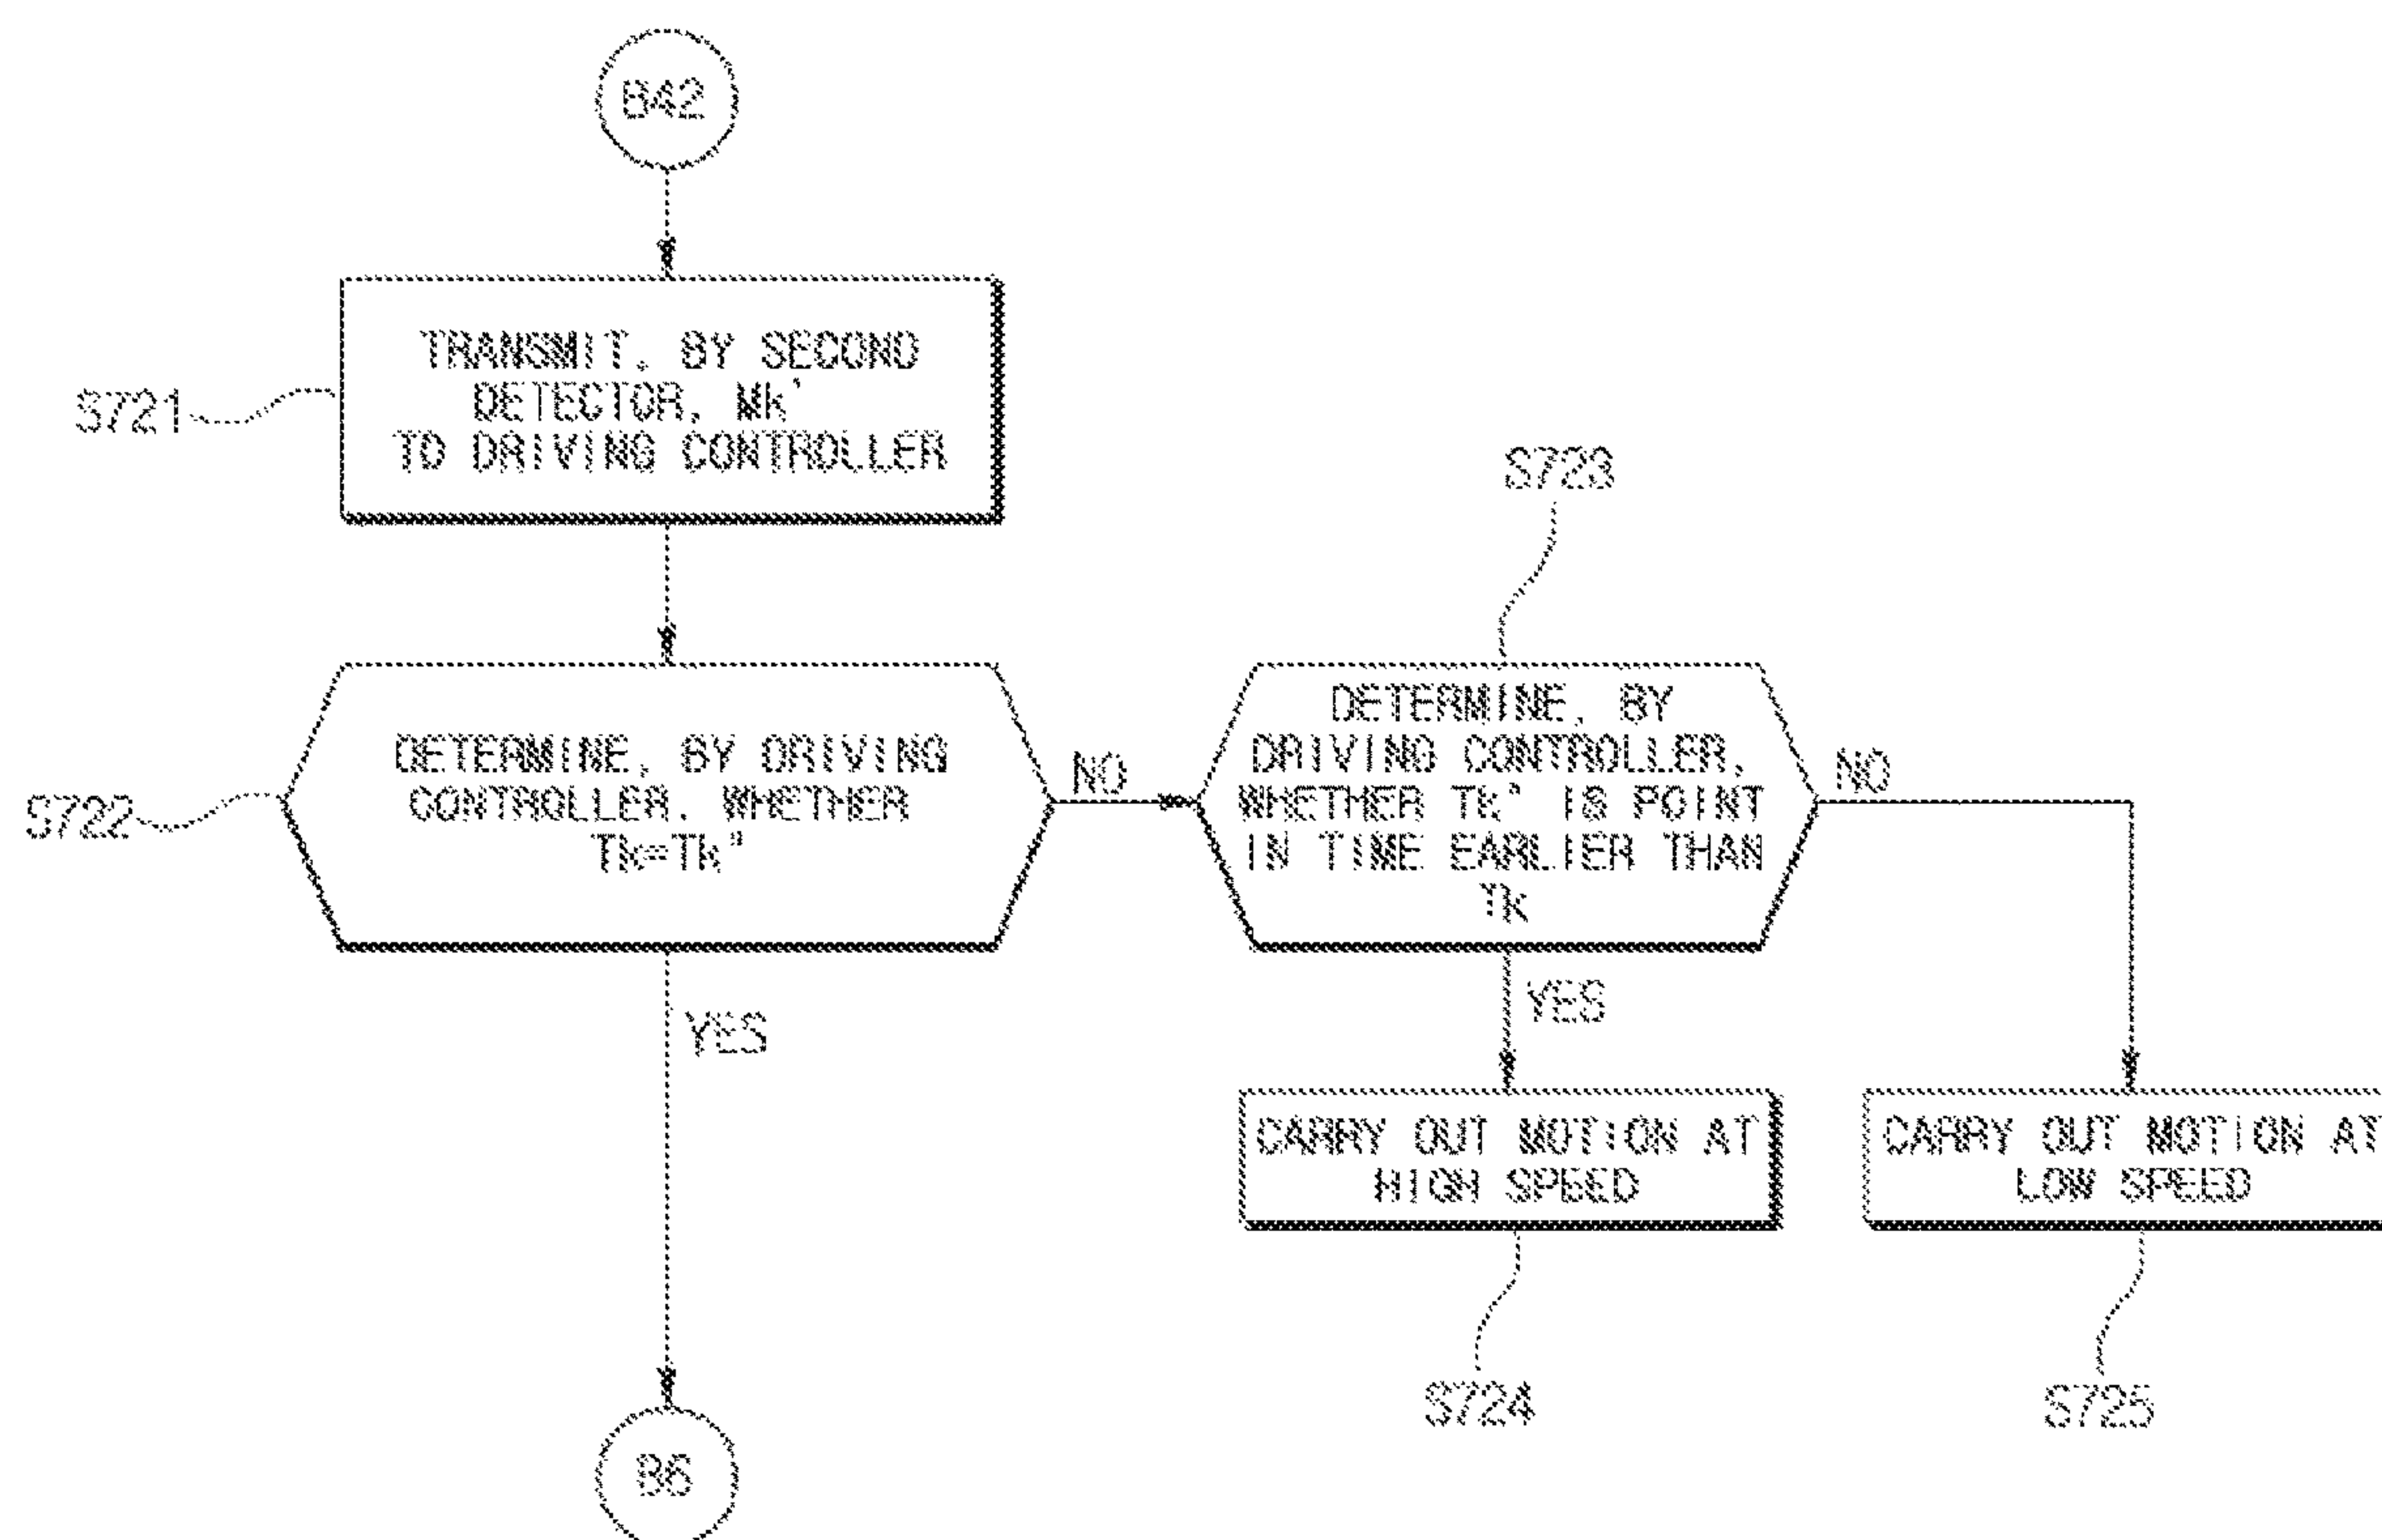 B42
TRANSMIT, BY SECOND
DETECTOR, Mk'
TO DRIVING CONTROLLER
S721
S723
DETERMINE, BY DRIVING
CONTROLLER, WHETHER
Tk=Tk"
S722
NO
DETERMINE, BY
DRIVING CONTROLLER,
WHETHER Tk" IS POINT
IN TIME EARLIER THAN
Tk
NO
YES
YES
CARRY OUT MOTION AT
HIGH SPEED
CARRY OUT MOTION AT
LOW SPEED
S724
S725
B6